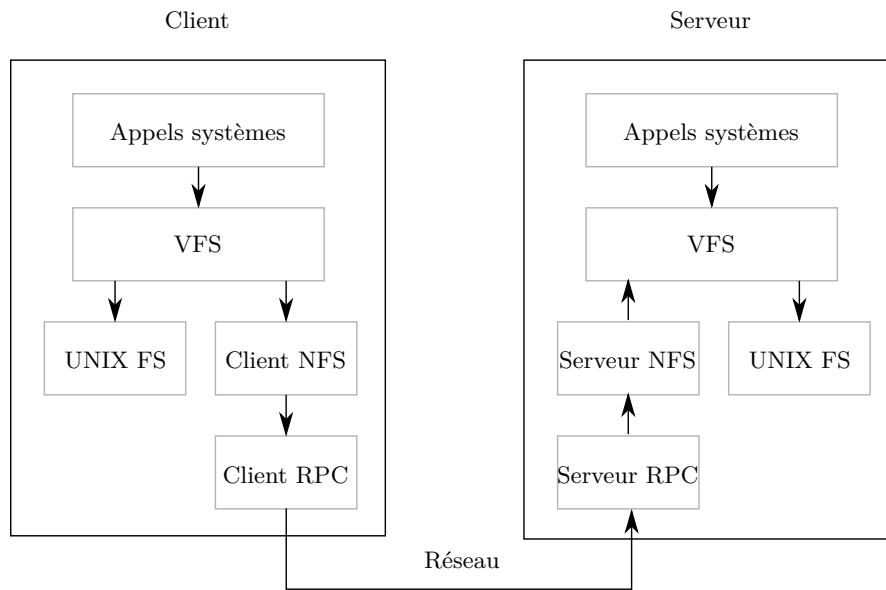 Client
Serveur
Appels systèmes
Appels systèmes
VFS
VFS
UNIX FS
Client NFS
Serveur NFS
UNIX FS
Client RPC
Serveur RPC
Réseau